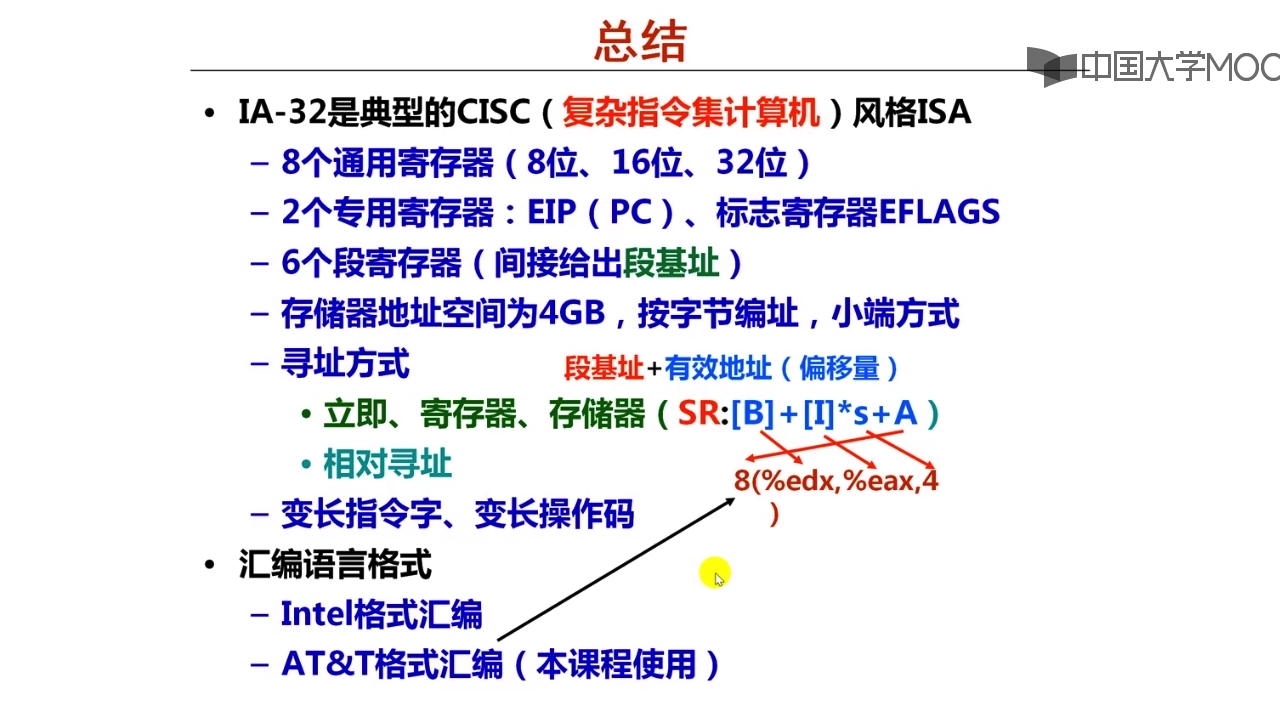 总结
中国大学MOO
• IA-32是典型的CISC（复杂指令集计算机）风格ISA
– 8个通用寄存器（8位、16位、32位）
– 2个专用寄存器：EIP（PC）、标志寄存器EFLAGS
– 6个段寄存器（间接给出段基址）
– 存储器地址空间为4GB，按字节编址，小端方式
– 寻址方式 段基址+有效地址（偏移量）
• 立即、寄存器、存储器（SR:[B]+[I]*s+A ）
• 相对寻址
8(%edx,%eax,4
)
– 变长指令字、变长操作码
• 汇编语言格式
– Intel格式汇编
– AT&T格式汇编（本课程使用）